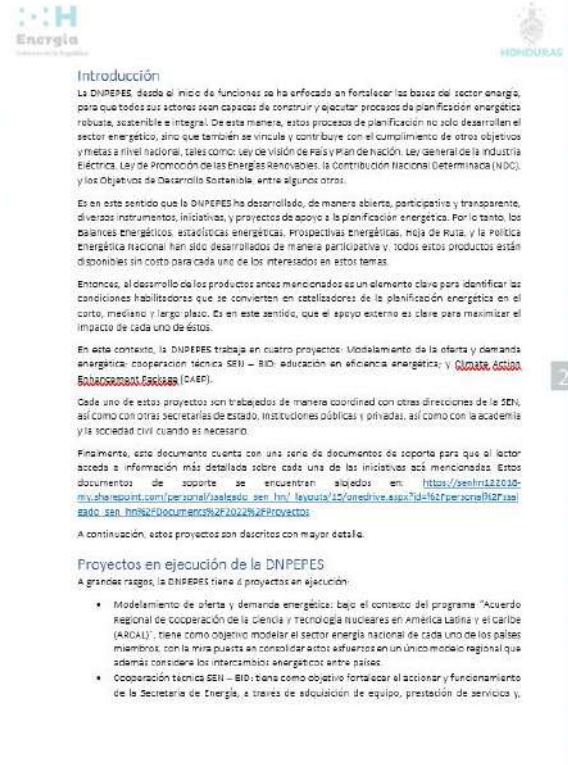 H
Energía
HONDURAS
Introducción
La DNPEPES, desde el inicio de funciones se ha enfocado en fortalecer las bases del sector energía,
para que todos sus actores sean capaces de construir y ejecutar procesos de planificación energética
robusta, sostenible e integral. De esta manera, estos procesos de planificación no solo desarrollan el
sector energético, sino que también se vincula y contribuye con el cumplimiento de otros objetivos
y metas a nivel nacional, tales como: Ley de Visión de País y Plan de Nación, Ley General de la Industria
Eléctrica, Ley de Promoción de las Energías Renovables, la Contribución Nacional Determinada (NDC),
y los Objetivos de Desarrollo Sostenible, entre algunos otros.
Es en este sentido que la DNPEPES ha desarrollado, de manera abierta, participativa y transparente,
diversos instrumentos, iniciativas, y proyectos de apoyo a la planificación energética. Por lo tanto, los
Balances Energéticos, estadísticas energéticas, Prospectivas Energéticas, Hoja de Ruta, y la Política
Energética Nacional han sido desarrollados de manera participativa y, todos estos productos están
disponibles sin costo para cada uno de los interesados en estos temas.
Entonces, el desarrollo de los productos antes mencionados es un elemento clave para identificar las
condiciones habilitadoras que se convierten en catalizadores de la planificación energética en el
corto, mediano y largo plazo. Es en este sentido, que el apoyo externo es clave para maximizar el
impacto de cada uno de éstos.
En este contexto, la DNPEPES trabaja en cuatro proyectos: Modelamiento de la oferta y demanda
energética; cooperación técnica SEN – BID; educación en eficiencia energética; y Climate Action
Enhancement Package (CAEP).
Cada uno de estos proyectos son trabajados de manera coordinad con otras direcciones de la SEN,
así como con otras Secretarías de Estado, Instituciones públicas y privadas, así como con la academia
y la sociedad civil cuando es necesario.
Finalmente, este documento cuenta con una serie de documentos de soporte para que el lector
acceda a información más detallada sobre cada una de las iniciativas acá mencionadas. Estos
documentos de soporte se encuentran alojados en: https://senhn122018-
my.sharepoint.com/personal/ssalgado_sen_hn/_layouts/15/onedrive.aspx?id=%2Fpersonal%2Fssal
gado_sen_hn%2FDocuments%2F2022%2FProyectos
A continuación, estos proyectos son descritos con mayor detalle.
Proyectos en ejecución de la DNPEPES
A grandes rasgos, la DNPEPES tiene 4 proyectos en ejecución:
• Modelamiento de oferta y demanda energética: bajo el contexto del programa "Acuerdo
Regional de Cooperación de la Ciencia y Tecnología Nucleares en América Latina y el Caribe
(ARCAL)", tiene como objetivo modelar el sector energía nacional de cada uno de los países
miembros, con la mira puesta en consolidar estos esfuerzos en un único modelo regional que
además considere los intercambios energéticos entre países.
• Cooperación técnica SEN – BID: tiene como objetivo fortalecer el accionar y funcionamiento
de la Secretaría de Energía, a través de adquisición de equipo, prestación de servicios y,
2